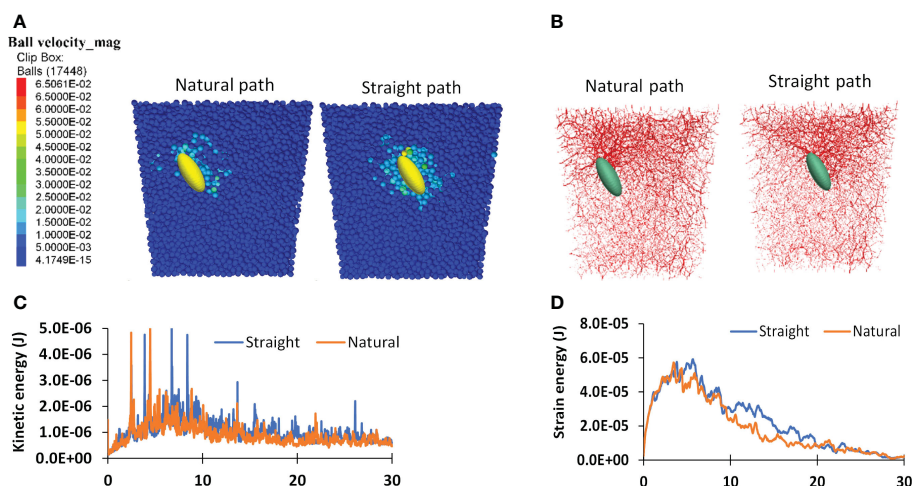 A
Ball velocity_mag
Clip Box:
Balls (17448)
6.5061E-02
6.0000E-02
5.5000E-02
5.0000E-02
4.5000E-02
4.0000E-02
3.5000E-02
3.0000E-02
2.5000E-02
2.0000E-02
1.5000E-02
1.0000E-02
5.0000E-03
4.1749E-15
Natural path
Straight path
B
Natural path
Straight path
C
Kinetic energy (J)
5.0E-06
4.0E-06
3.0E-06
2.0E-06
1.0E-06
0.0E+00
Straight
Natural
0 10 20 30
D
Strain energy (J)
8.0E-05
6.0E-05
4.0E-05
2.0E-05
0.0E+00
Straight
Natural
0 10 20 30